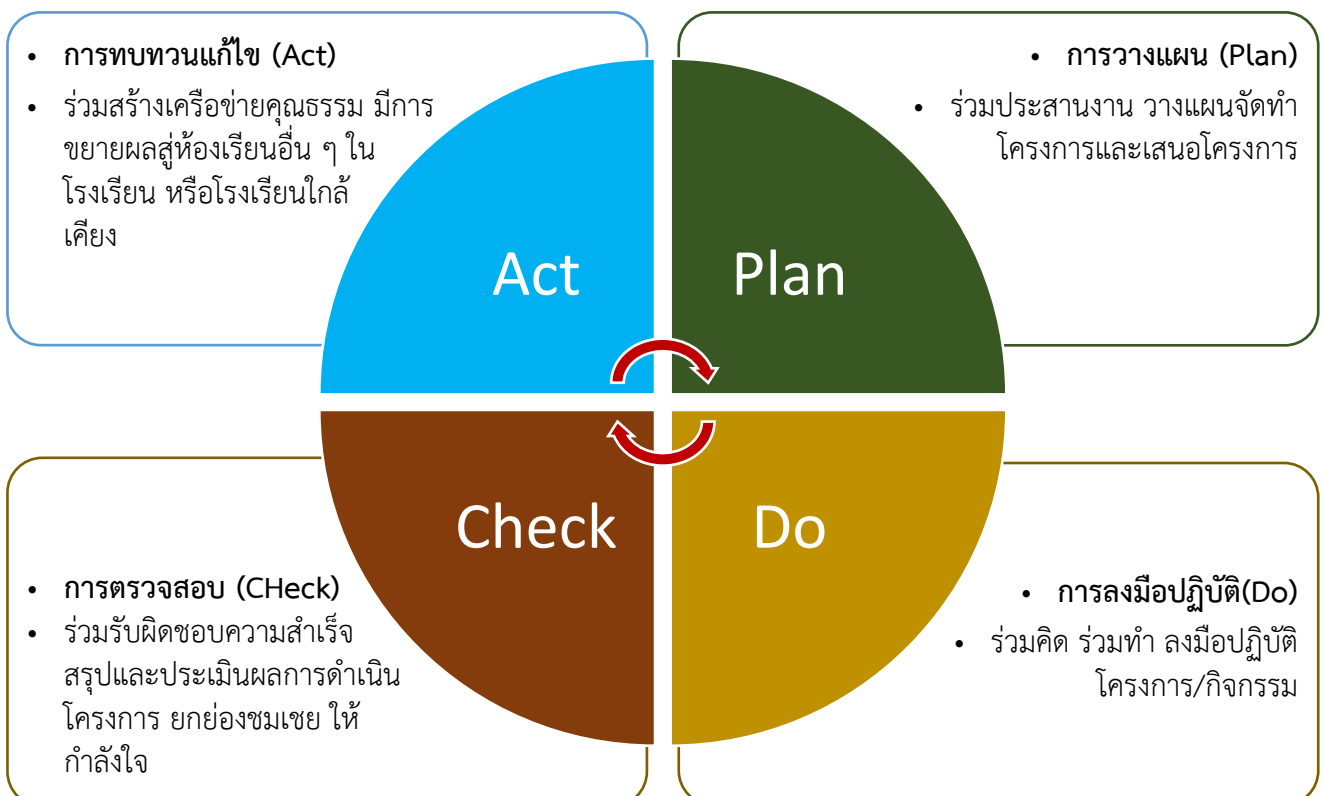 • การทบทวนแก้ไข (Act)
• ร่วมสร้างเครือข่ายคุณธรรม มีการ
ขยายผลสู่ห้องเรียนอื่น ๆ ใน
โรงเรียน หรือโรงเรียนใกล้
เคียง
• การวางแผน (Plan)
• ร่วมประสานงาน วางแผนจัดทำ
โครงการและเสนอโครงการ
Act
Plan
Check
Do
• การตรวจสอบ (CHeck)
• ร่วมรับผิดชอบความสำเร็จ
สรุปและประเมินผลการดำเนิน
โครงการ ยกย่องชมเชย ให้
กำลังใจ
• การลงมือปฏิบัติ(Do)
• ร่วมคิด ร่วมทำ ลงมือปฏิบัติ
โครงการ/กิจกรรม